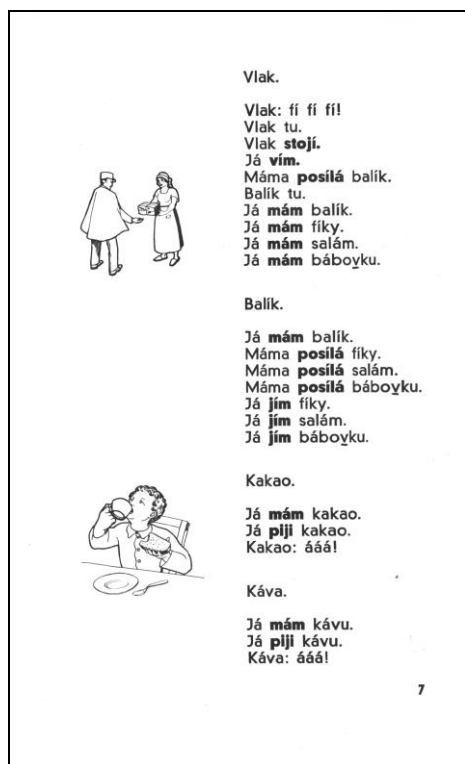 Vlak.
Vlak: fí fí fí!
Vlak tu.
Vlak stojí.
Já vím.
Máma posílá balík.
Balík tu.
Já mám balík.
Já mám fíky.
Já mám salám.
Já mám bábovku.
Balík.
Já mám balík.
Máma posílá fíky.
Máma posílá salám.
Máma posílá bábovku.
Já jím fíky.
Já jím salám.
Já jím bábovku.
Kakao.
Já mám kakao.
Já piji kakao.
Kakao: ááá!
Káva.
Já mám kávu.
Já piji kávu.
Káva: ááá!
7